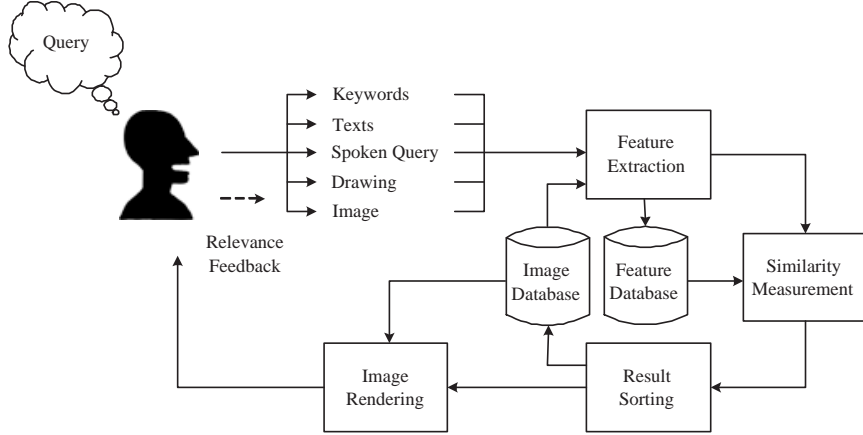 Query
Keywords
Texts
Spoken Query
Drawing
Image
Relevance
Feedback
Feature
Extraction
Image
Database
Feature
Database
Similarity
Measurement
Image
Rendering
Result
Sorting